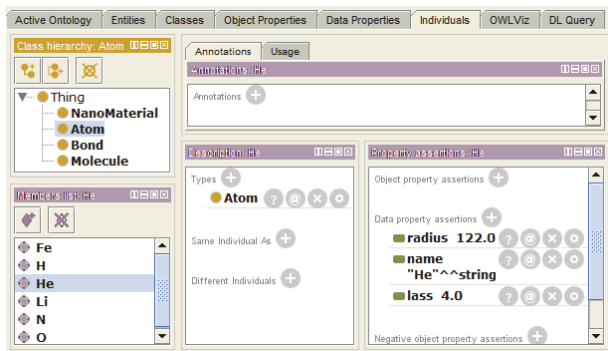 Active Ontology Entities Classes Object Properties Data Properties Individuals OWLViz DL Query
Class hierarchy: Atom
Thing
NanoMaterial
Atom
Bond
Molecule
Members list: He
Fe
H
He
Li
N
O
Annotations Usage
Annotations: He
Annotations
Description: He
Types
Atom
Same Individual As
Different Individuals
Property assertions: He
Object property assertions
Data property assertions
radius 122.0
name
"He"^^string
lass 4.0
Negative object property assertions